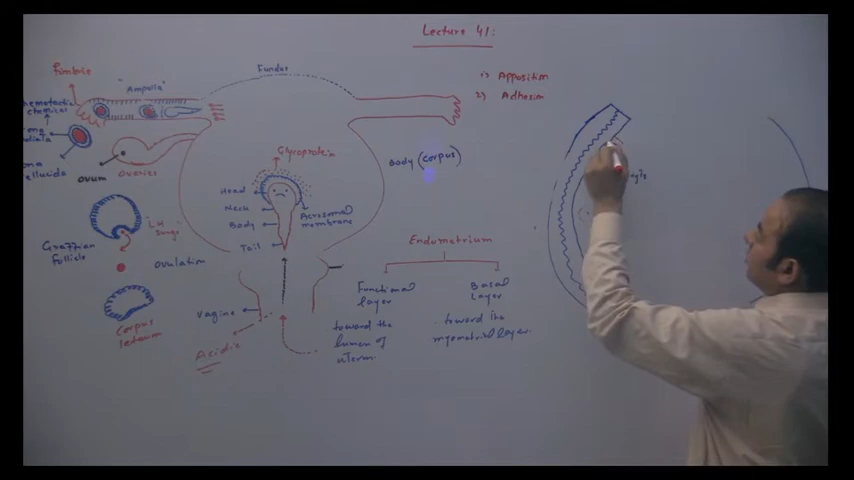 Lecture 41:
1) Apposition
2) Adhesion
Fimbrie
"Ampulla"
Fundus
ovum
ovaries
LH
Surge
Graffian
follicle
ovulation
Corpus
Glycoprotein
Head
Neck
Body
Tail
Acrosomal
membrane
Body (Corpus)
Vagina
Acidic
Endometrium
Functional
layer
Basal
Layer
toward the
lumen of
toward the
myometrial layer.